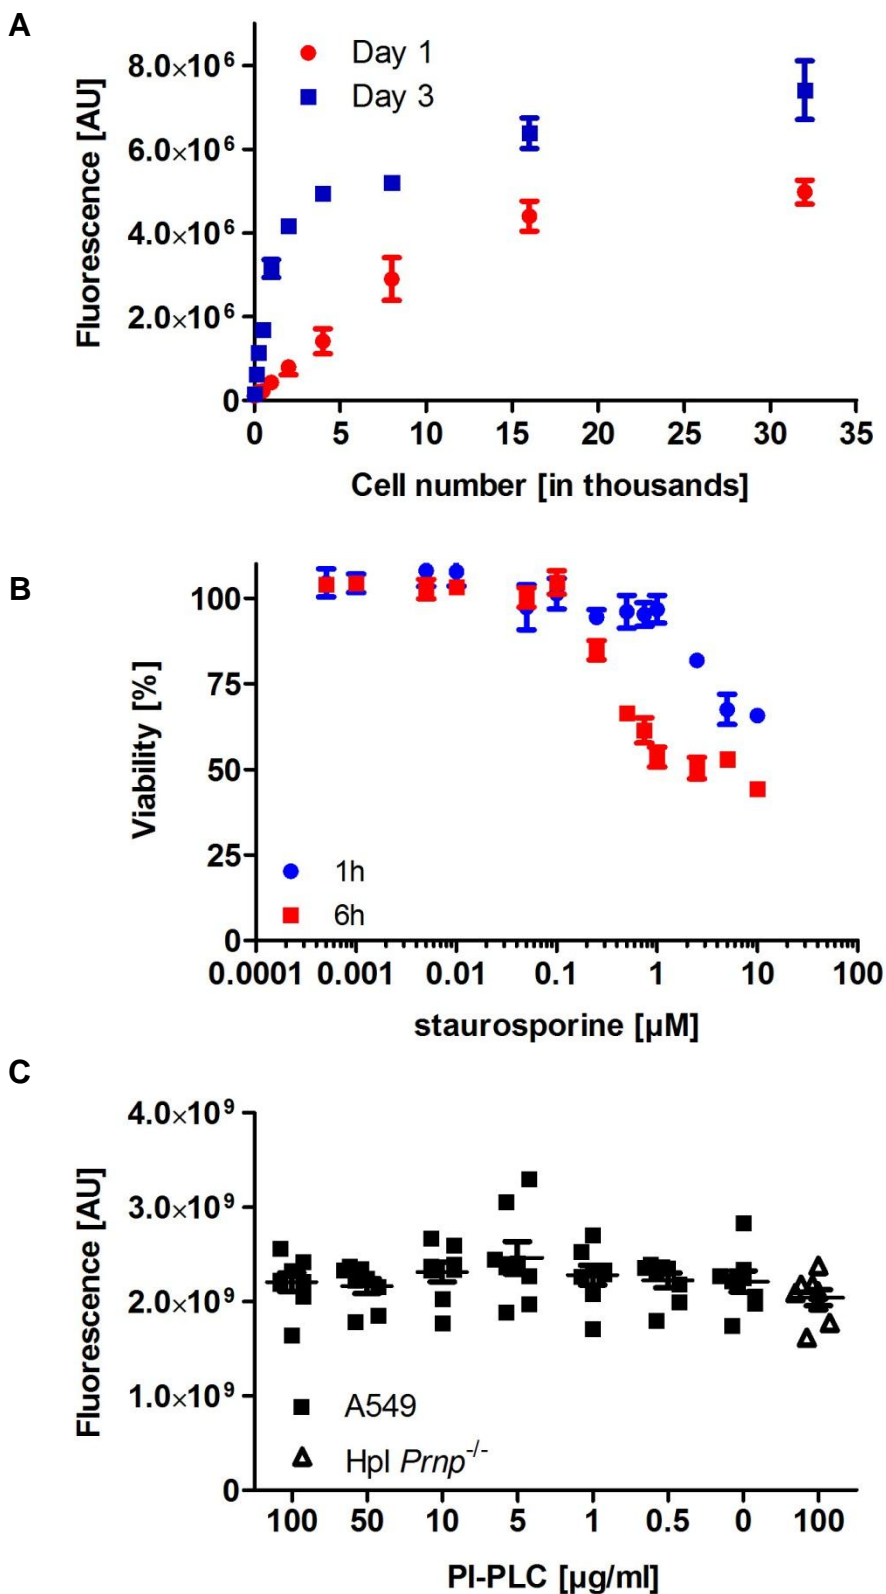 A
Day 1
Day 3
Fluorescence [AU]
8.0×10⁶
6.0×10⁶
4.0×10⁶
2.0×10⁶
0
0 5 10 15 20 25 30 35
Cell number [in thousands]
B
Viability [%]
100
75
50
25
0
1h
6h
0.0001 0.001 0.01 0.1 1 10 100
staurosporine [µM]
C
Fluorescence [AU]
4.0×10⁹
3.0×10⁹
2.0×10⁹
1.0×10⁹
0
A549
Hpl Prnp⁻/⁻
100 50 10 5 1 0.5 0 100
PI-PLC [µg/ml]